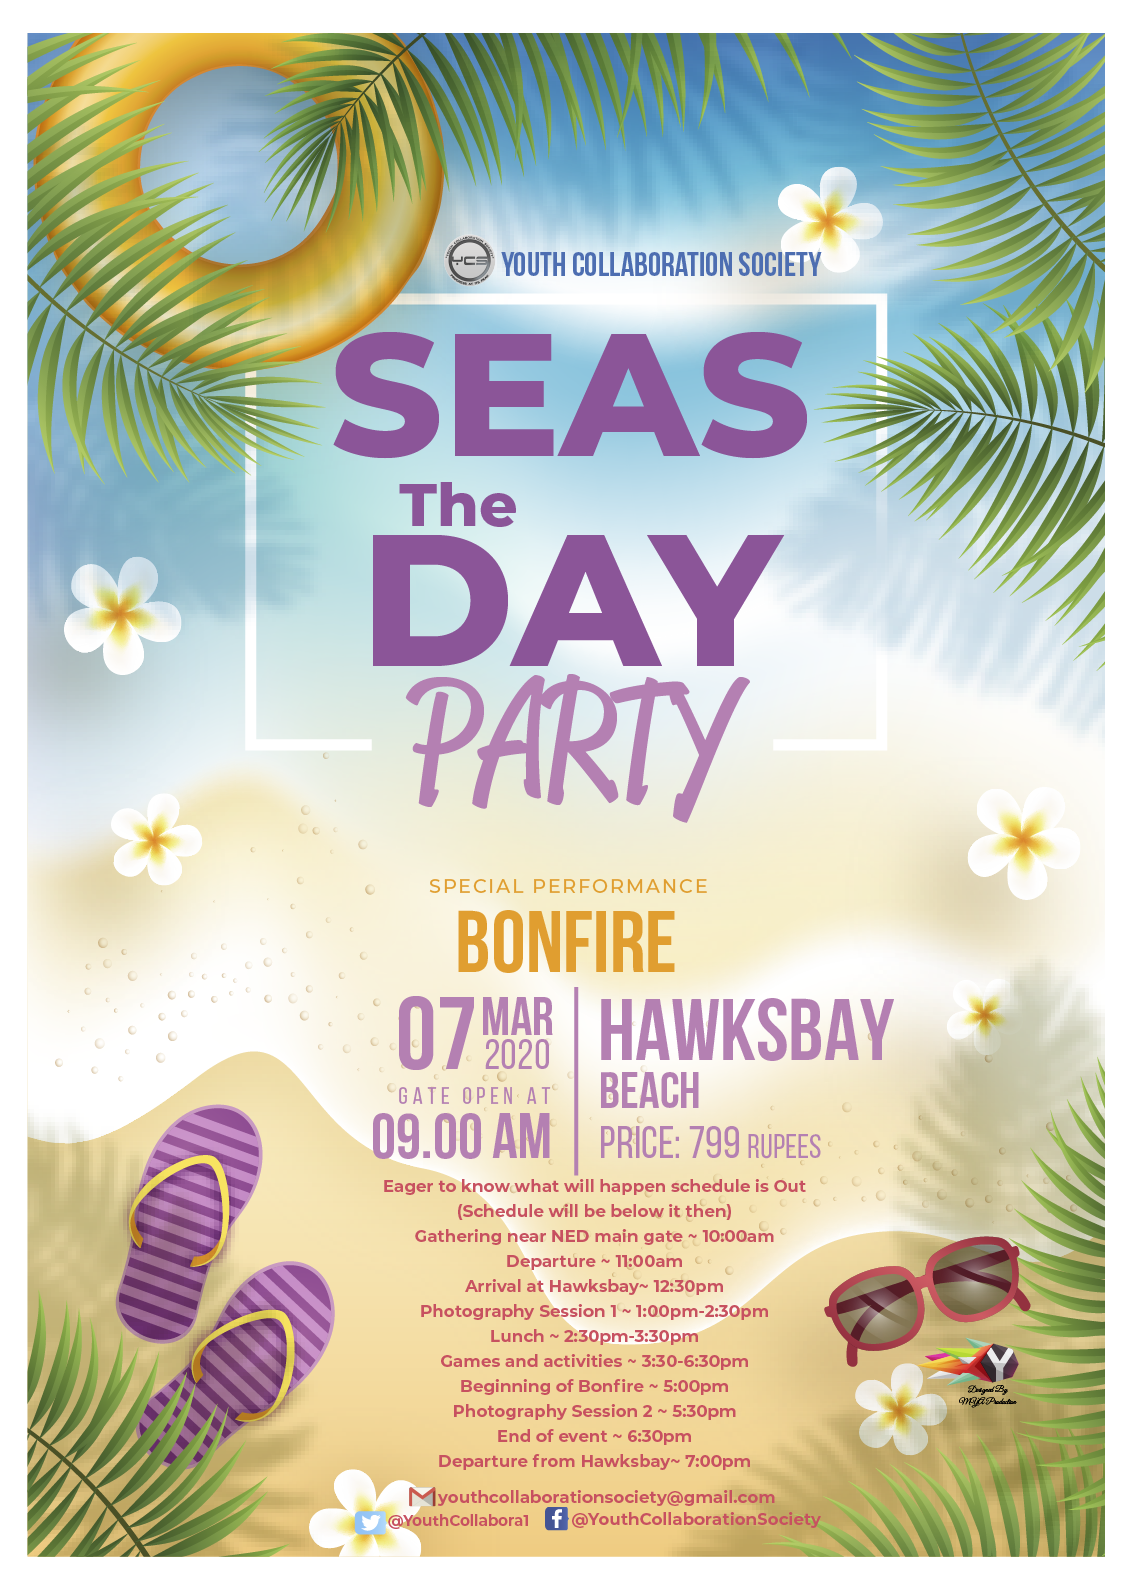 YCS
YOUTH COLLABORATION SOCIETY
SEAS
The
DAY
PARTY
SPECIAL PERFORMANCE
BONFIRE
07 MAR
2020
GATE OPEN AT
09.00 AM
HAWKSBAY
BEACH
PRICE: 799 RUPEES
Eager to know what will happen schedule is Out
(Schedule will be below it then)
Gathering near NED main gate ~ 10:00am
Departure ~ 11:00am
Arrival at Hawksbay~ 12:30pm
Photography Session 1 ~ 1:00pm-2:30pm
Lunch ~ 2:30pm-3:30pm
Games and activities ~ 3:30-6:30pm
Beginning of Bonfire ~ 5:00pm
Photography Session 2 ~ 5:30pm
End of event ~ 6:30pm
Departure from Hawksbay~ 7:00pm
Designed By
MYA Production
youthcollaborationsociety@gmail.com
@YouthCollabora1 @YouthCollaborationSociety